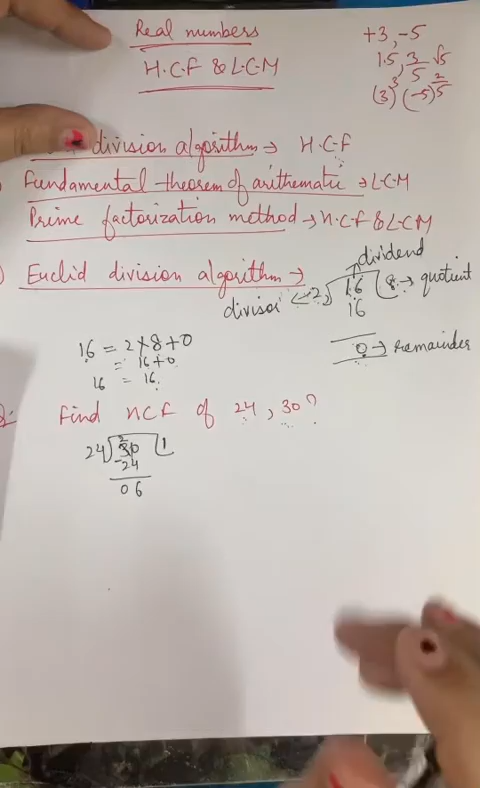 Real numbers
H.C.F & L.C.M
+3, -5
1.5, 3/5 √5
(3)³ (-5)^2/5
division algorithm → H.C.F
Fundamental theorem of arithematic → L.C.M
Prime factorization method → H.C.F & L.C.M
Euclid division algorithm →
dividend
divisor ← 2) 16 ( 8 → quotient
16
0 → remainder
16 = 2 × 8 + 0
= 16 + 0
16 = 16
Find HCF of 24, 30?
24) 30 ( 1
- 24
06